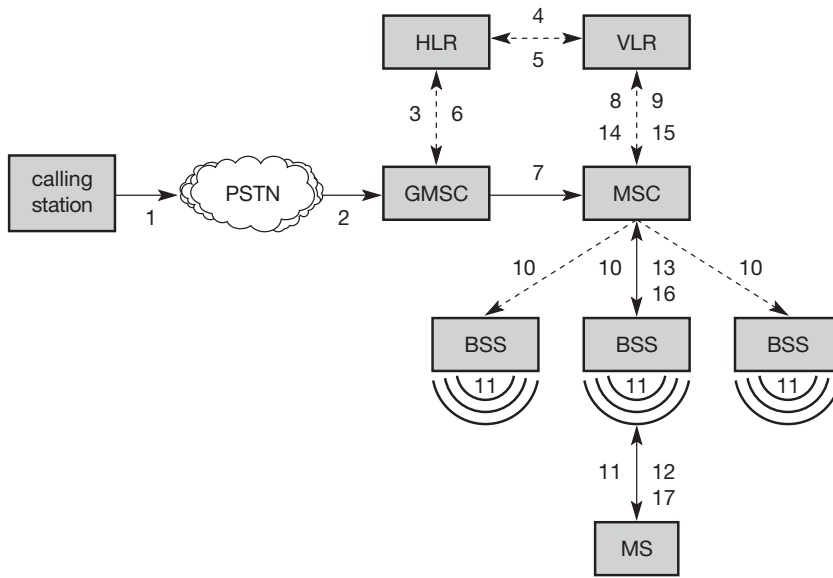 4
HLR
VLR
5
3 6
8 9
14 15
calling
station
PSTN
GMSC
7
MSC
1
2
10
10
13
10
16
BSS
BSS
BSS
11
11
11
11
12
17
MS